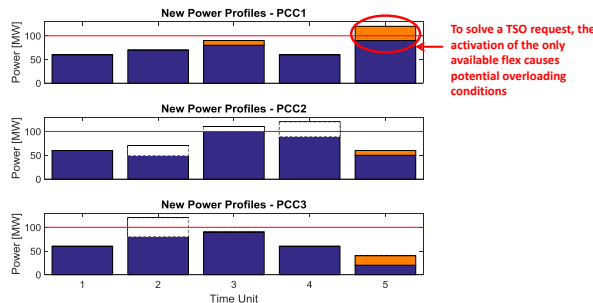 New Power Profiles - PCC1
Power [MW]
100
50
0
To solve a TSO request, the
activation of the only
available flex causes
potential overloading
conditions
New Power Profiles - PCC2
Power [MW]
100
50
0
New Power Profiles - PCC3
Power [MW]
100
50
0
1 2 3 4 5
Time Unit